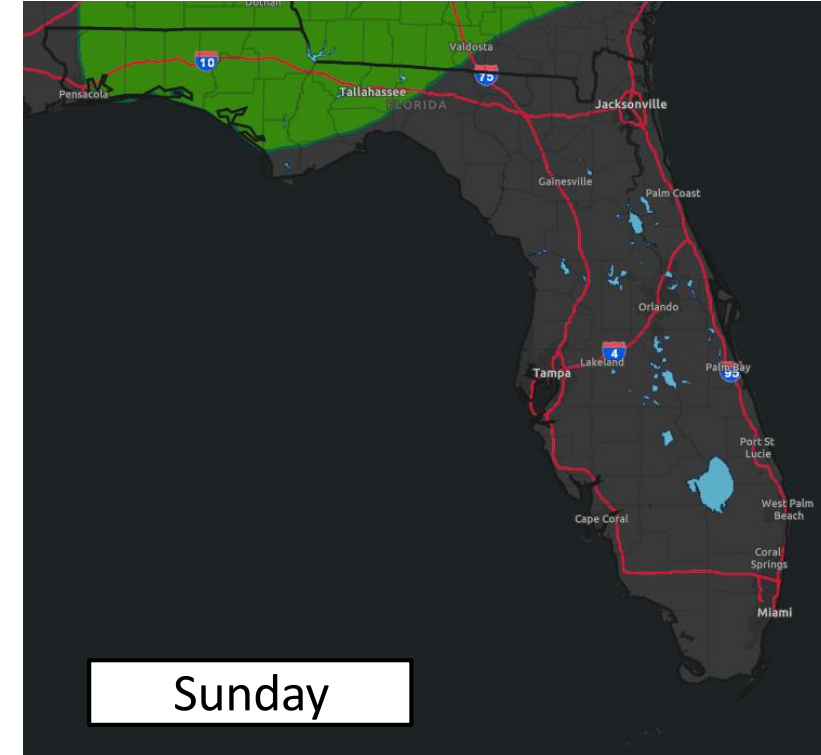 Dothan
Valdosta
10
75
Pensacola
Tallahassee
FLORIDA
Jacksonville
Gainesville
Palm Coast
Orlando
4
Lakeland
Tampa
Palm Bay
95
Port St
Lucie
West Palm
Beach
Cape Coral
Coral
Springs
Miami
Sunday